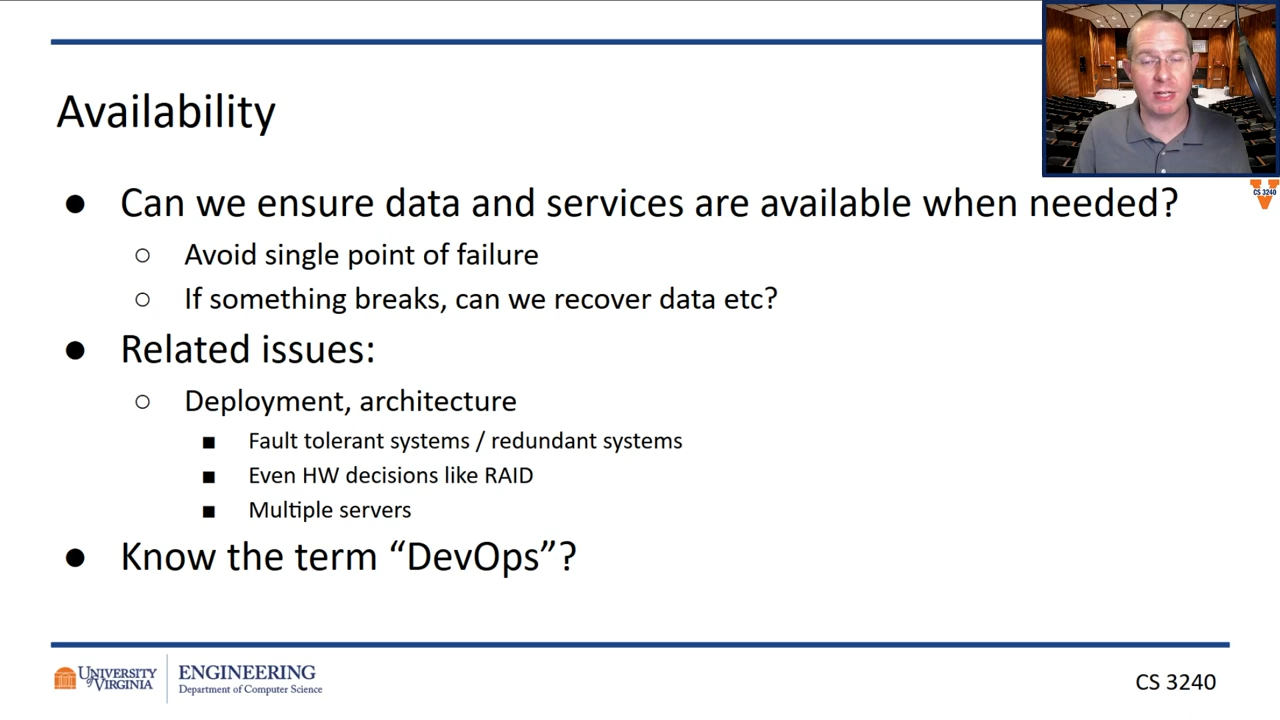 Availability
● Can we ensure data and services are available when needed?
○ Avoid single point of failure
○ If something breaks, can we recover data etc?
● Related issues:
○ Deployment, architecture
■ Fault tolerant systems / redundant systems
■ Even HW decisions like RAID
■ Multiple servers
● Know the term “DevOps”?
CS 3240
UNIVERSITY
of VIRGINIA
ENGINEERING
Department of Computer Science
CS 3240